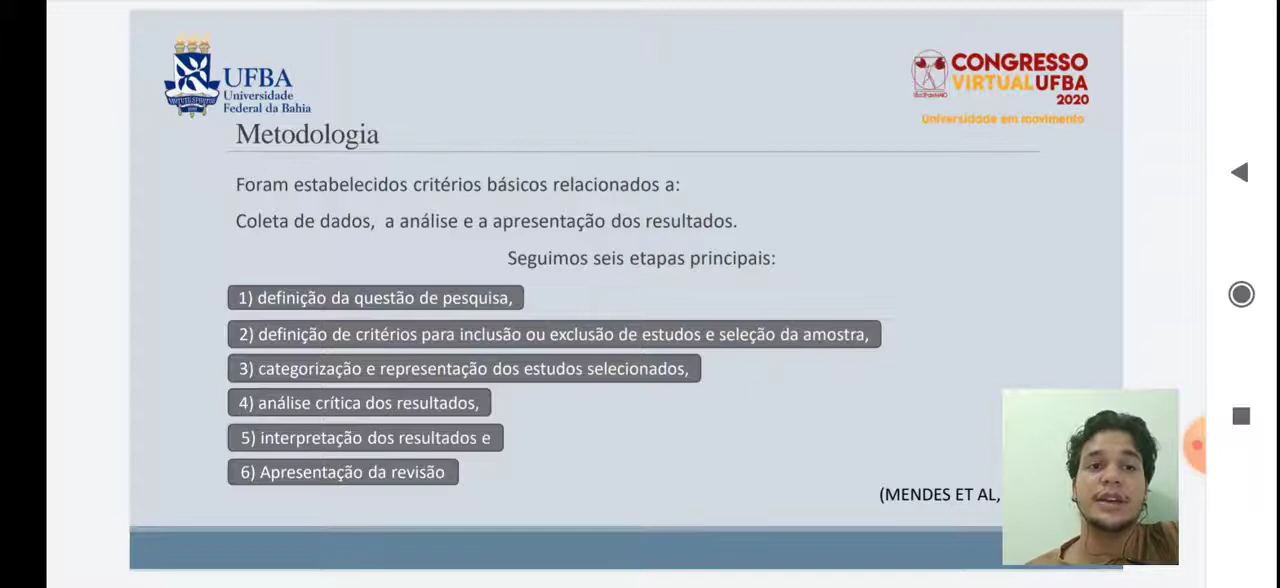 UFBA
Universidade
Federal da Bahia
CONGRESSO
VIRTUALUFBA
2020
Universidade em movimento
Metodologia
Foram estabelecidos critérios básicos relacionados a:
Coleta de dados, a análise e a apresentação dos resultados.
Seguimos seis etapas principais:
1) definição da questão de pesquisa,
2) definição de critérios para inclusão ou exclusão de estudos e seleção da amostra,
3) categorização e representação dos estudos selecionados,
4) análise crítica dos resultados,
5) interpretação dos resultados e
6) Apresentação da revisão
(MENDES ET AL,